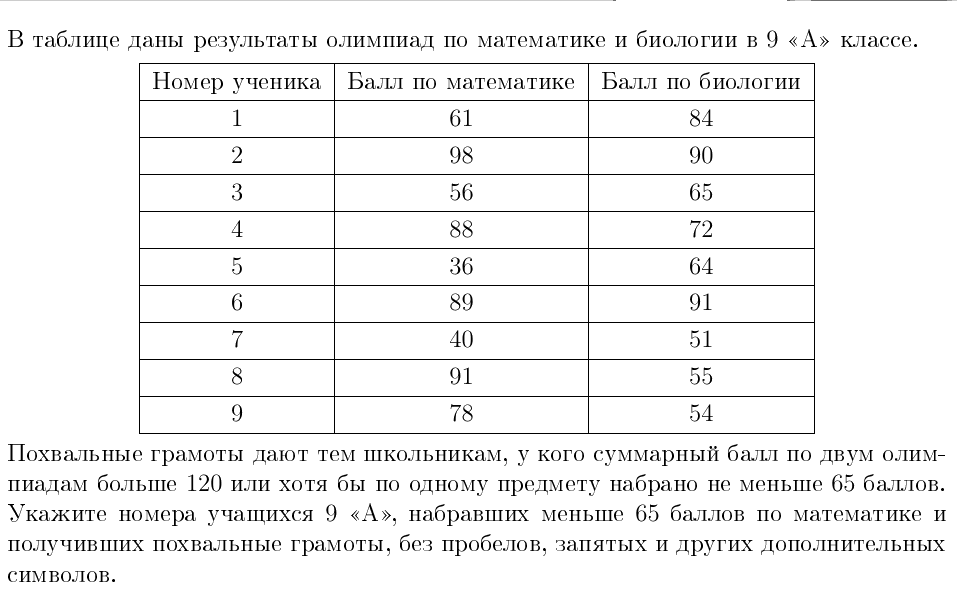 В таблице даны результаты олимпиад по математике и биологии в 9 «А» классе.
Номер ученика Балл по математике Балл по биологии
1 61 84
2 98 90
3 56 65
4 88 72
5 36 64
6 89 91
7 40 51
8 91 55
9 78 54
Похвальные грамоты дают тем школьникам, у кого суммарный балл по двум олим-
пиадам больше 120 или хотя бы по одному предмету набрано не меньше 65 баллов.
Укажите номера учащихся 9 «А», набравших меньше 65 баллов по математике и
получивших похвальные грамоты, без пробелов, запятых и других дополнительных
символов.